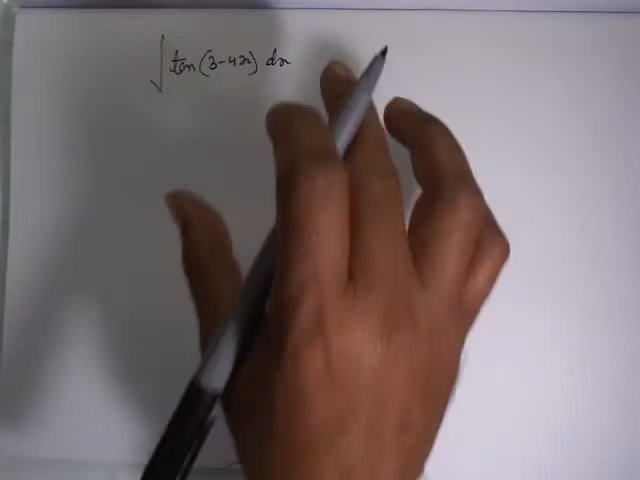 ∫ tan (3-4x) dx